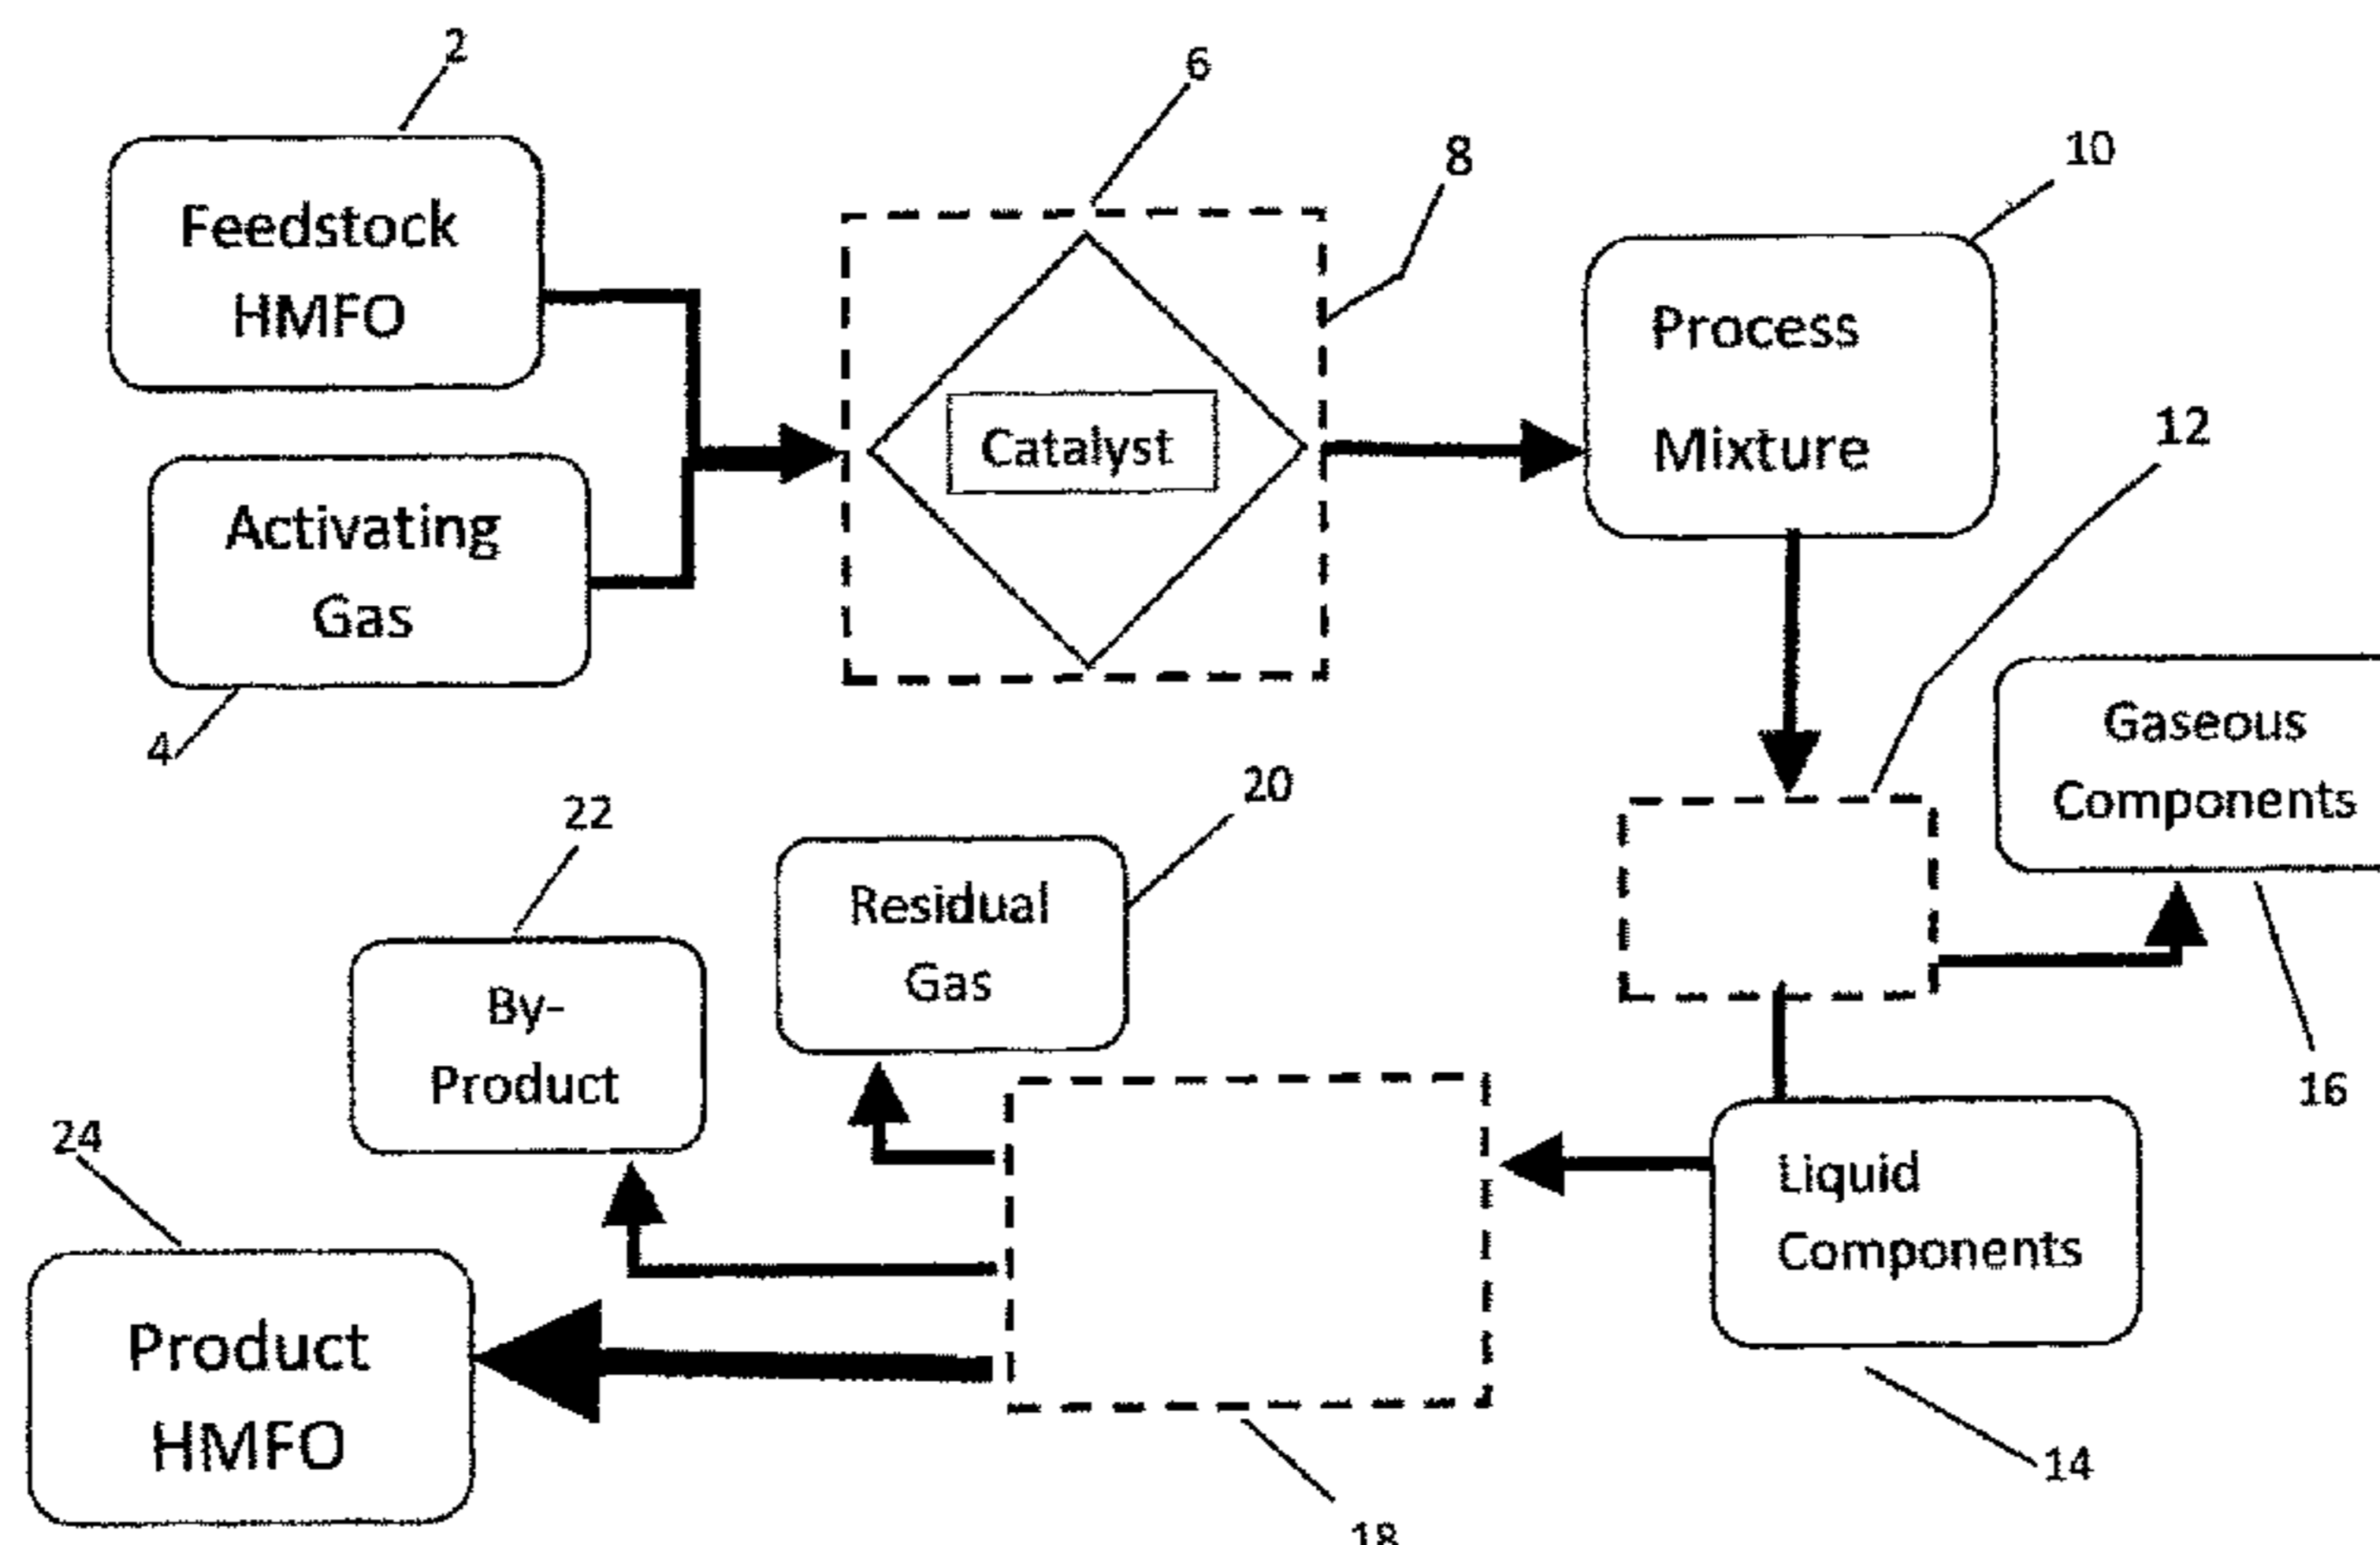 2
6
8
10
Feedstock
HMFO
Catalyst
Process
Mixture
12
Activating
Gas
4
Gaseous
Components
16
20
22
Residual
Gas
By-
Product
24
Liquid
Components
Product
HMFO
14
18